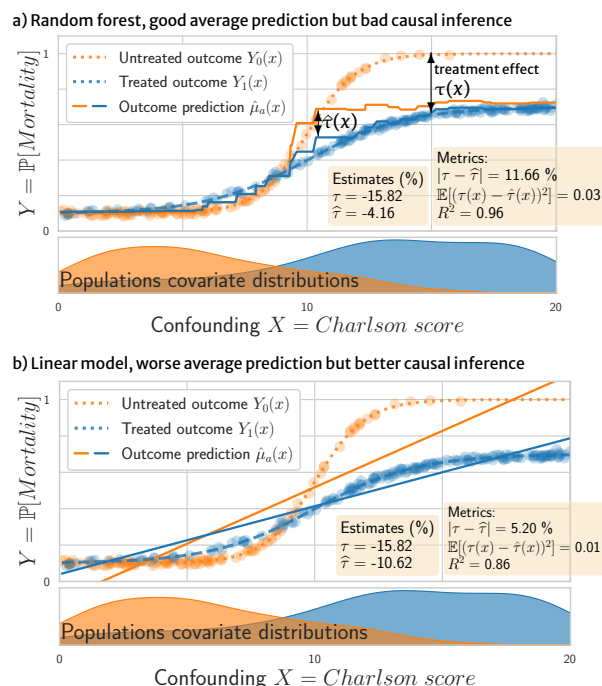 a) Random forest, good average prediction but bad causal inference
Y = ℙ[Mortality]
1
0
Untreated outcome Y₀(x)
Treated outcome Y₁(x)
Outcome prediction μ̂ₐ(x)
treatment effect
τ(x)
τ̂(x)
Estimates (%)
τ = -15.82
τ̂ = -4.16
Metrics:
|τ − τ̂| = 11.66 %
𝔼[(τ(x) − τ̂(x))²] = 0.03
R² = 0.96
Populations covariate distributions
0 10 20
Confounding X = Charlson score
b) Linear model, worse average prediction but better causal inference
Y = ℙ[Mortality]
1
0
Untreated outcome Y₀(x)
Treated outcome Y₁(x)
Outcome prediction μ̂ₐ(x)
Estimates (%)
τ = -15.82
τ̂ = -10.62
Metrics:
|τ − τ̂| = 5.20 %
𝔼[(τ(x) − τ̂(x))²] = 0.01
R² = 0.86
Populations covariate distributions
0 10 20
Confounding X = Charlson score